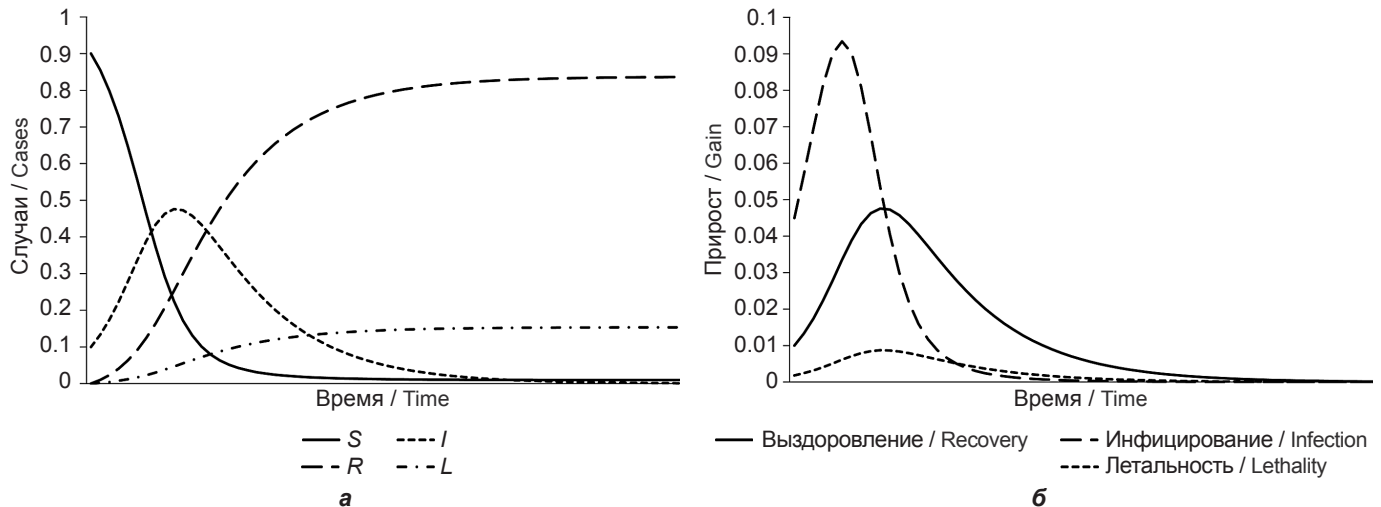 1
0.9
0.8
0.7
0.6
0.5
0.4
0.3
0.2
0.1
0
Случаи / Cases
Время / Time
S
I
R
L
а
0.1
0.09
0.08
0.07
0.06
0.05
0.04
0.03
0.02
0.01
0
Прирост / Gain
Время / Time
Выздоровление / Recovery
Инфицирование / Infection
Летальность / Lethality
б